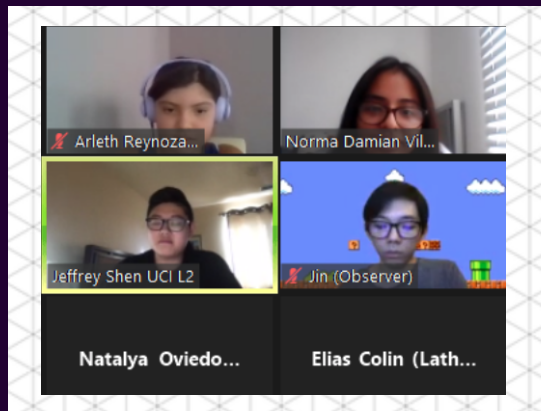 Arleth Reynoza...
Norma Damian Vil...
Jeffrey Shen UCI L2
Jin (Observer)
Natalya Oviedo...
Elias Colin (Lath...